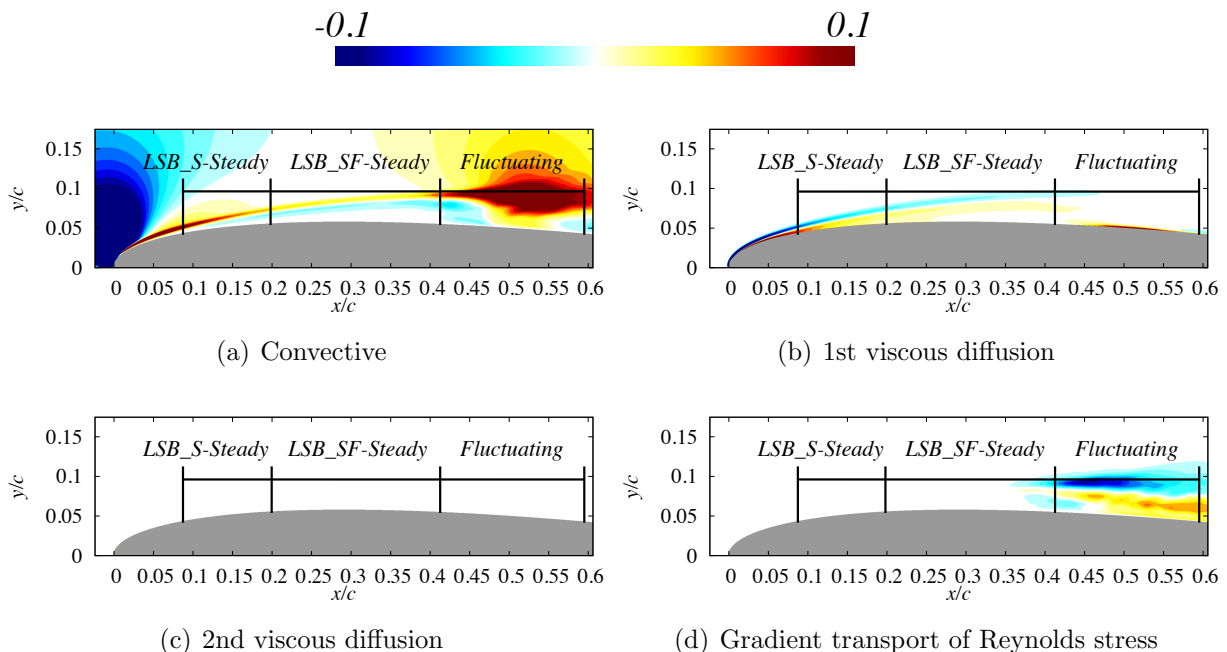 -0.1 0.1
0.15
0.1
0.05
0
y/c
LSB_S-Steady LSB_SF-Steady Fluctuating
0 0.05 0.1 0.15 0.2 0.25 0.3 0.35 0.4 0.45 0.5 0.55 0.6
x/c
(a) Convective
0.15
0.1
0.05
0
y/c
LSB_S-Steady LSB_SF-Steady Fluctuating
0 0.05 0.1 0.15 0.2 0.25 0.3 0.35 0.4 0.45 0.5 0.55 0.6
x/c
(b) 1st viscous diffusion
0.15
0.1
0.05
0
y/c
LSB_S-Steady LSB_SF-Steady Fluctuating
0 0.05 0.1 0.15 0.2 0.25 0.3 0.35 0.4 0.45 0.5 0.55 0.6
x/c
(c) 2nd viscous diffusion
0.15
0.1
0.05
0
y/c
LSB_S-Steady LSB_SF-Steady Fluctuating
0 0.05 0.1 0.15 0.2 0.25 0.3 0.35 0.4 0.45 0.5 0.55 0.6
x/c
(d) Gradient transport of Reynolds stress